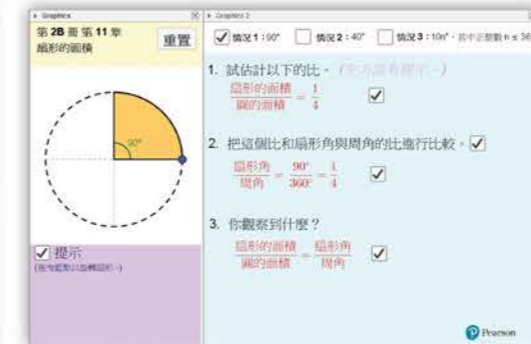 Graphics
第 2B 冊 第 11 章
扇形的面積
重置
90°
提示
Graphics 2
情況 1:90°
情況 2:40°
情況 3:10n°,其中正整數 n ≤ 36
1. 試估計以下的比。
扇形的面積 / 圓的面積 = 1/4
2. 把這個比和扇形角與周角的比進行比較。
扇形角 / 周角 = 90° / 360° = 1/4
3. 你觀察到什麼?
扇形的面積 / 圓的面積 = 扇形角 / 周角
Pearson